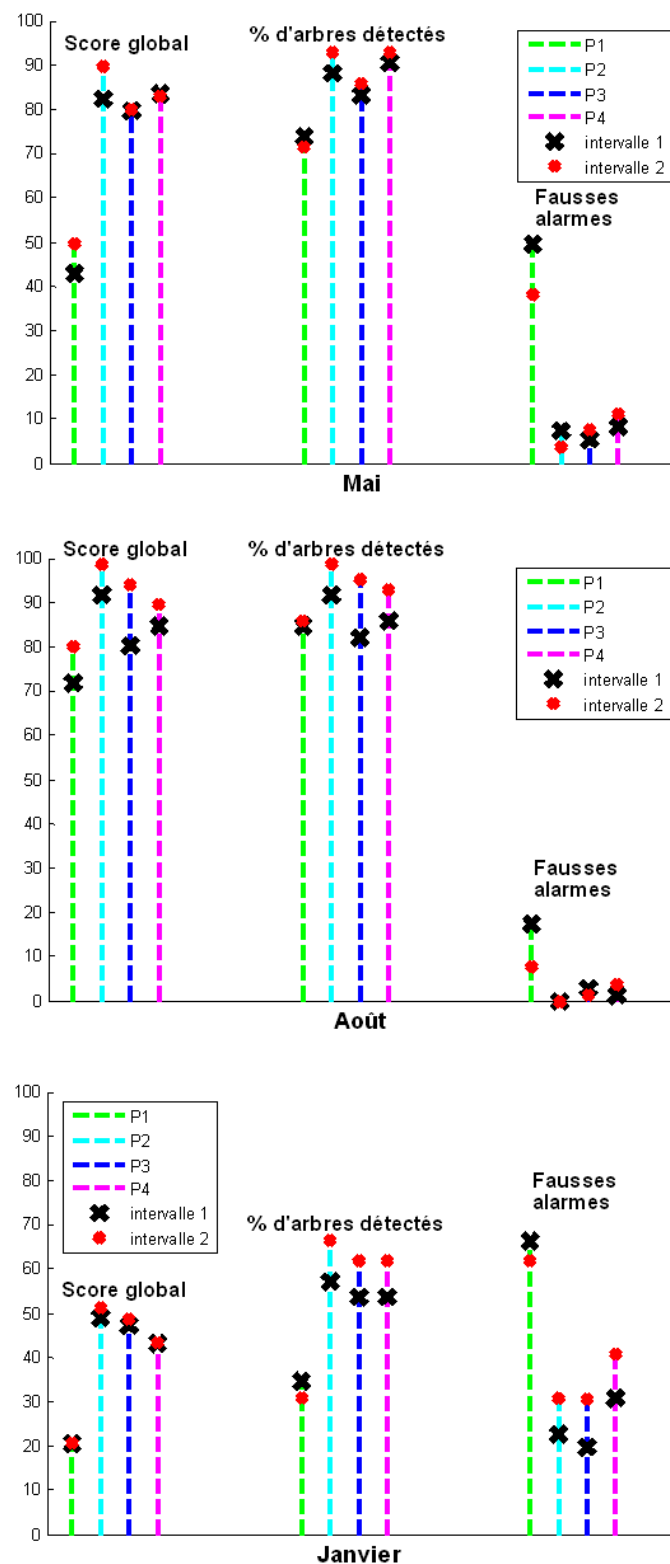 100
90
80
70
60
50
40
30
20
10
0
Score global
% d'arbres détectés
P1
P2
P3
P4
intervalle 1
intervalle 2
Fausses
alarmes
Mai
100
90
80
70
60
50
40
30
20
10
0
Score global
% d'arbres détectés
P1
P2
P3
P4
intervalle 1
intervalle 2
Fausses
alarmes
Août
100
90
80
70
60
50
40
30
20
10
0
P1
P2
P3
P4
intervalle 1
intervalle 2
Score global
% d'arbres détectés
Fausses
alarmes
Janvier